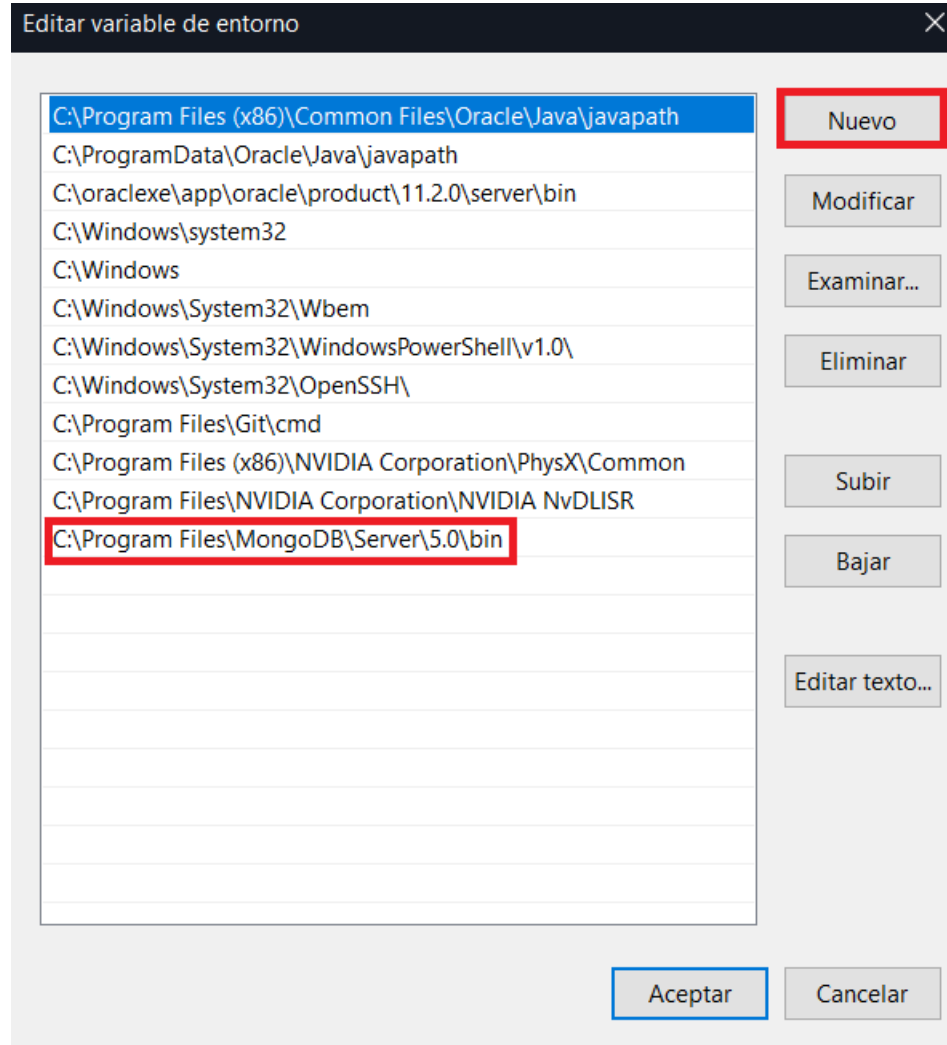 Editar variable de entorno
C:\Program Files (x86)\Common Files\Oracle\Java\javapath
Nuevo
C:\ProgramData\Oracle\Java\javapath
C:\oraclexe\app\oracle\product\11.2.0\server\bin
Modificar
C:\Windows\system32
C:\Windows
Examinar...
C:\Windows\System32\Wbem
C:\Windows\System32\WindowsPowerShell\v1.0\
Eliminar
C:\Windows\System32\OpenSSH\
C:\Program Files\Git\cmd
C:\Program Files (x86)\NVIDIA Corporation\PhysX\Common
Subir
C:\Program Files\NVIDIA Corporation\NVIDIA NvDLISR
C:\Program Files\MongoDB\Server\5.0\bin
Bajar
Editar texto...
Aceptar
Cancelar